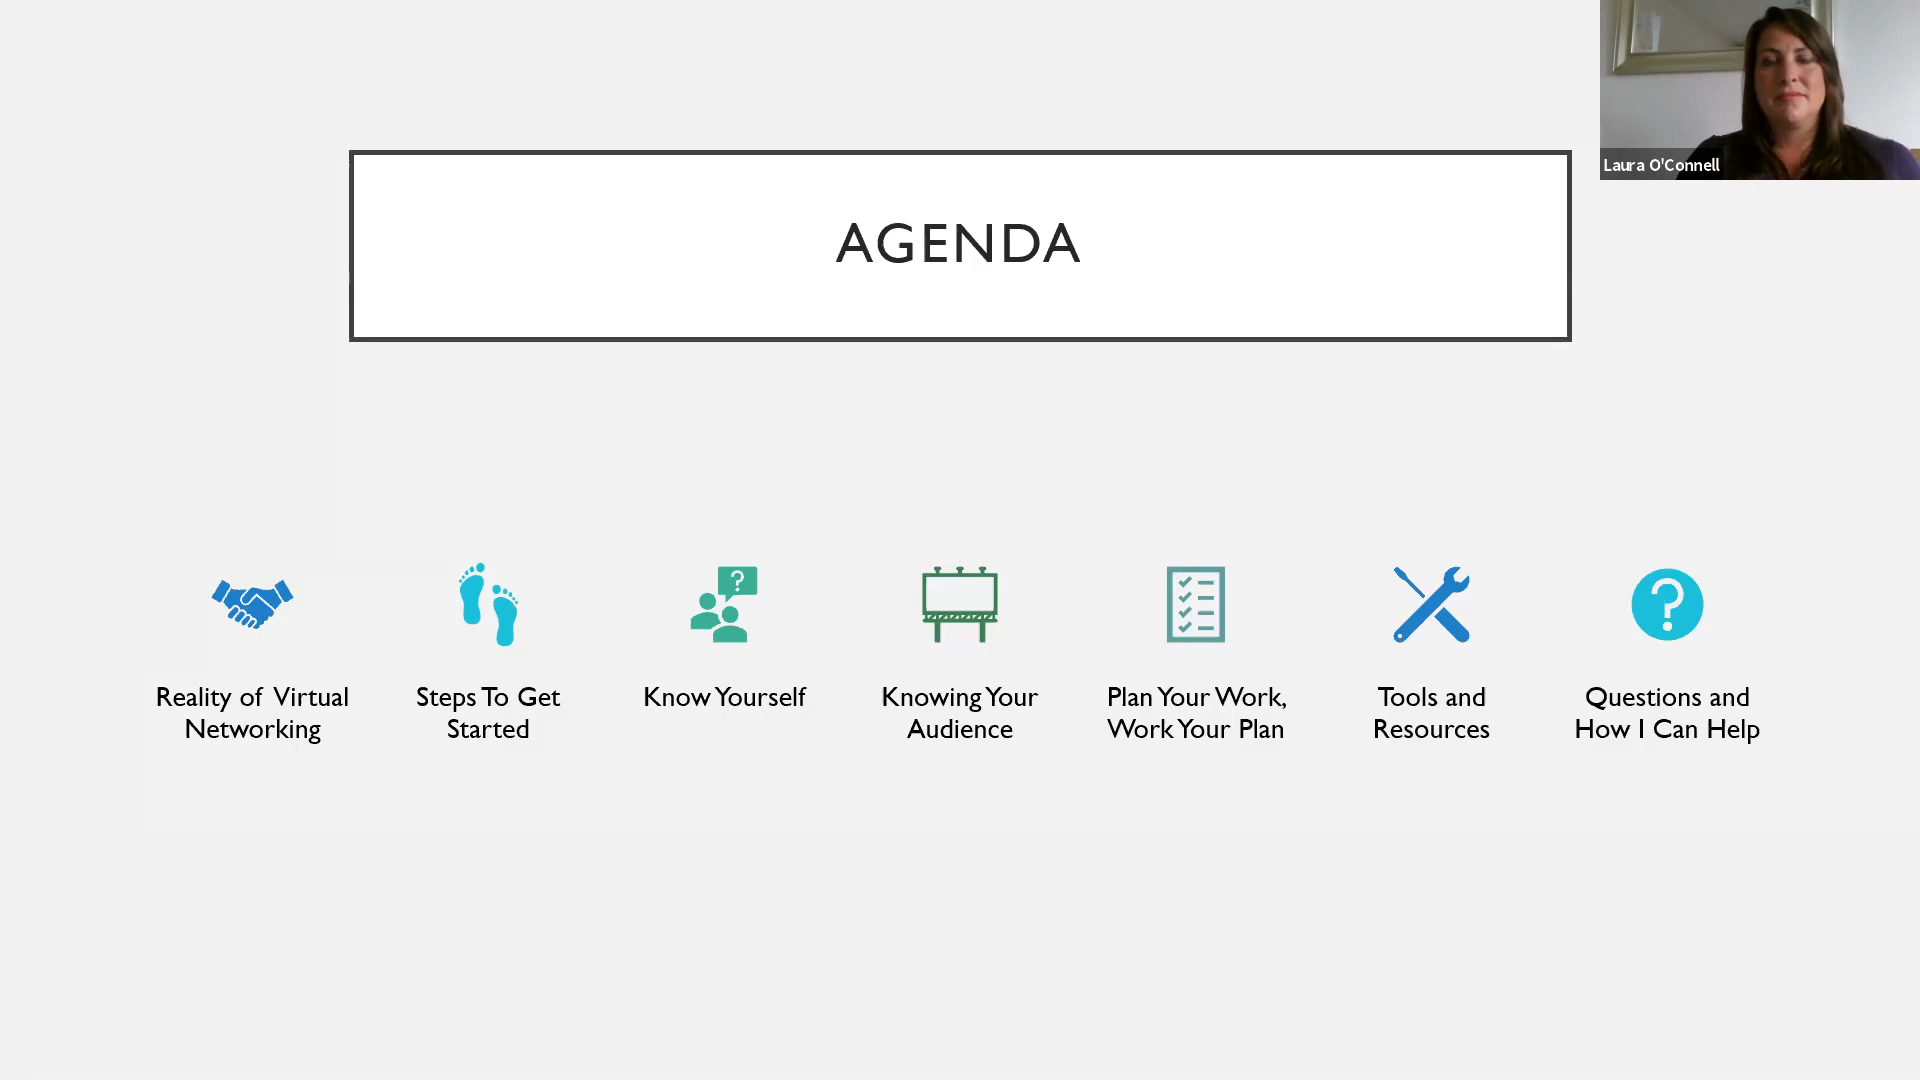 Laura O'Connell
AGENDA
Reality of Virtual
Networking
Steps To Get
Started
Know Yourself
Knowing Your
Audience
Plan Your Work,
Work Your Plan
Tools and
Resources
Questions and
How I Can Help